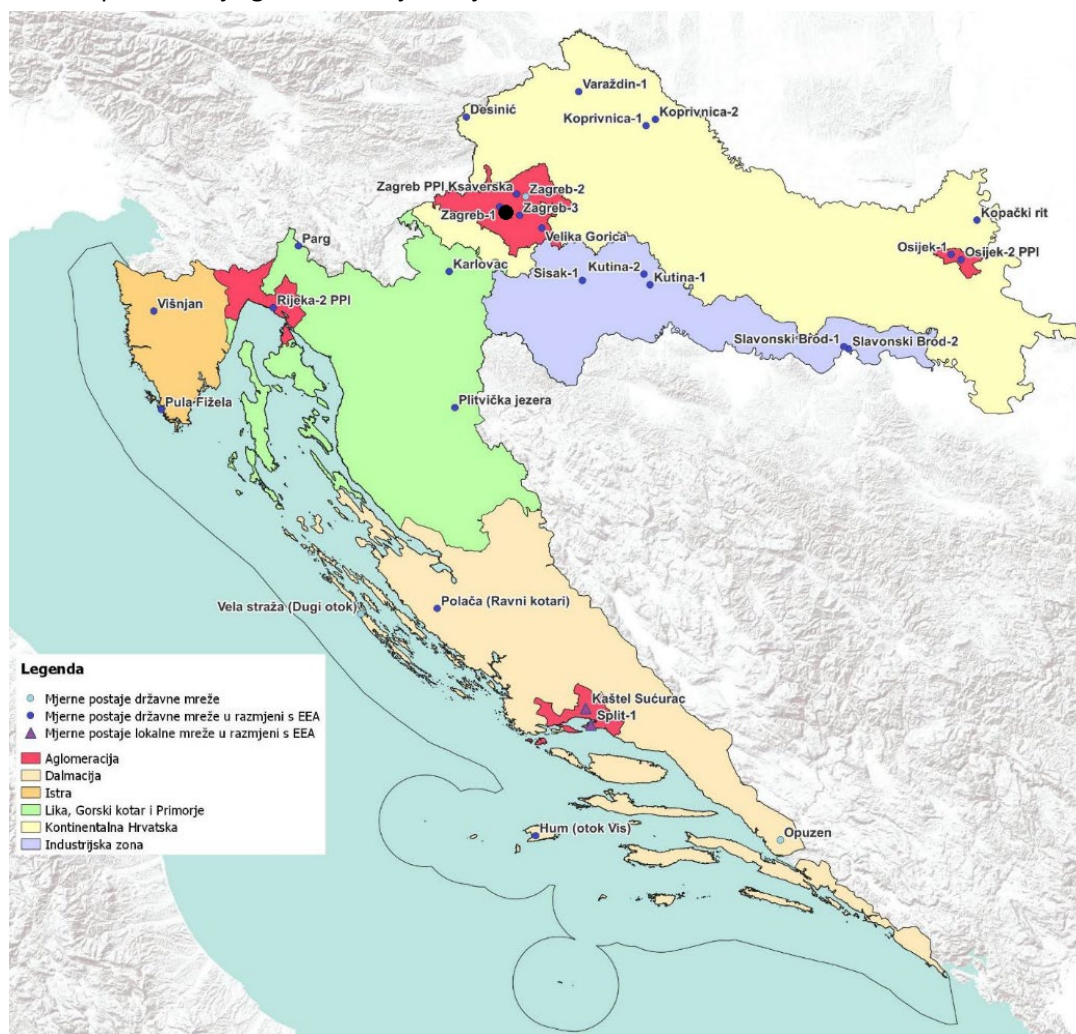 Varaždin-1
Desinić
Koprivnica-2
Koprivnica-1
Zagreb PPI Ksaverska
Zagreb-2
Zagreb-1
Zagreb-3
Velika Gorica
Kopački rit
Osijek-1
Osijek-2 PPI
Parg
Karlovac
Sisak-1
Kutina-2
Kutina-1
Višnjan
Rijeka-2 PPI
Slavonski Brod-1
Slavonski Brod-2
Pula Fižela
Plitvička jezera
Vela straža (Dugi otok)
Polača (Ravni kotari)
Kaštel Sućurac
Split-1
Hum (otok Vis)
Opuzen
Legenda
Mjerne postaje državne mreže
Mjerne postaje državne mreže u razmjeni s EEA
Mjerne postaje lokalne mreže u razmjeni s EEA
Aglomeracija
Dalmacija
Istra
Lika, Gorski kotar i Primorje
Kontinentalna Hrvatska
Industrijska zona